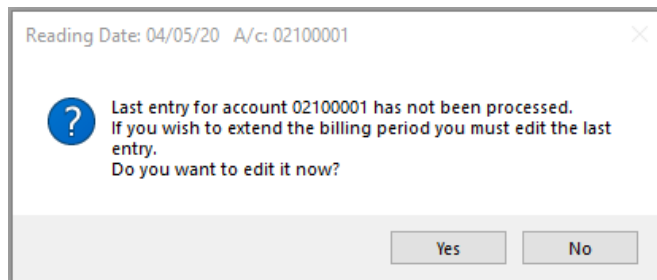 Reading Date: 04/05/20 A/c: 02100001
Last entry for account 02100001 has not been processed.
If you wish to extend the billing period you must edit the last
entry.
Do you want to edit it now?
Yes No